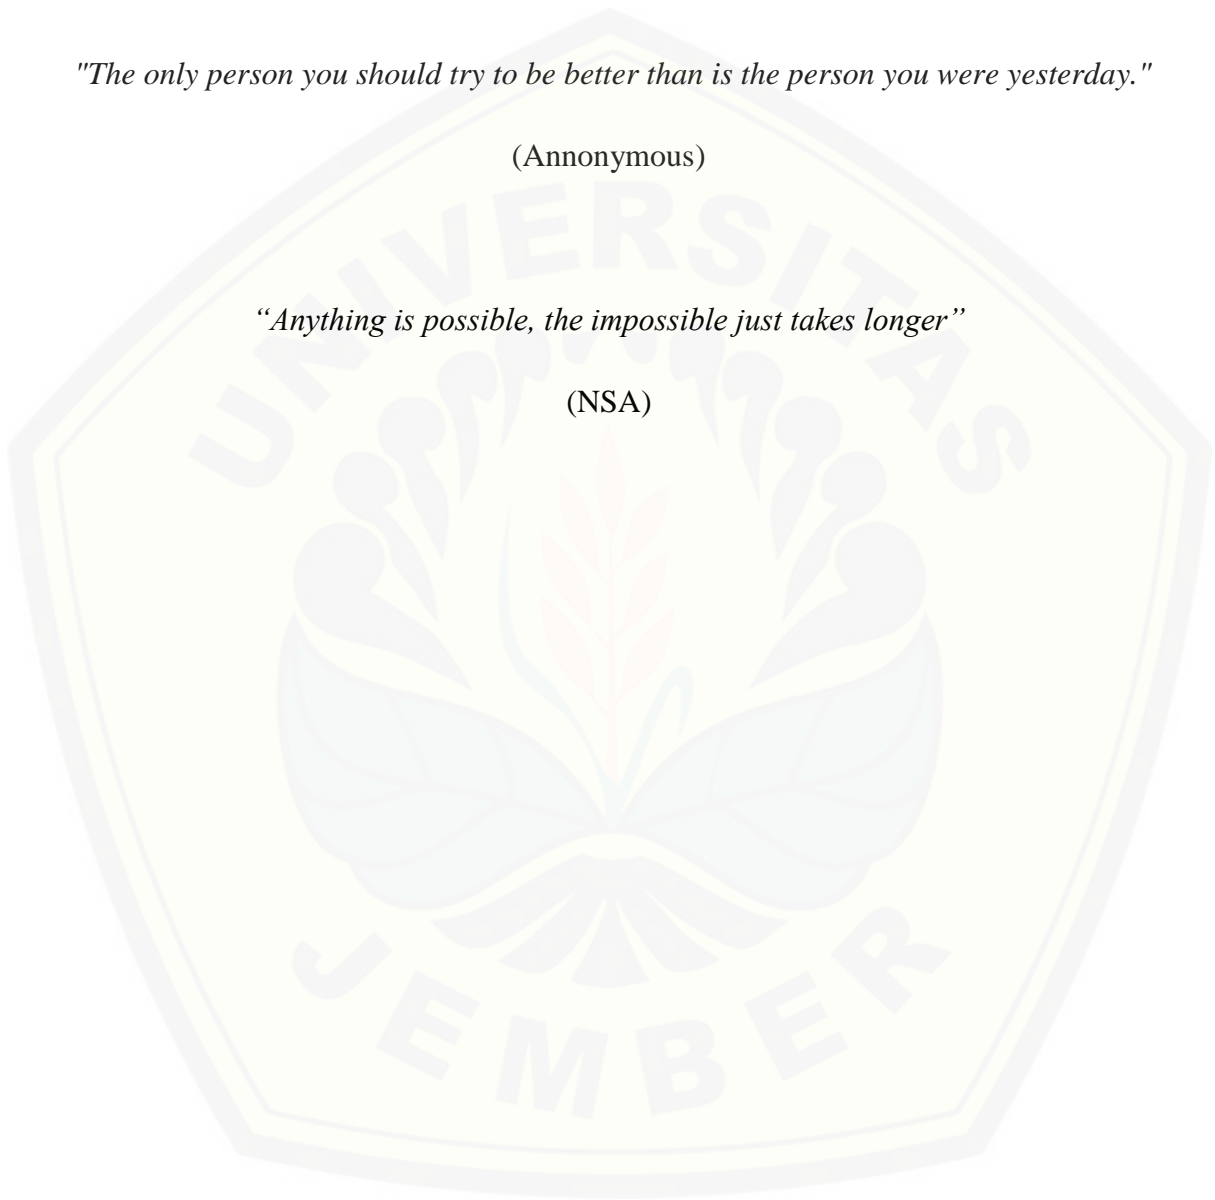 "The only person you should try to be better than is the person you were yesterday."
(Annonymous)
“Anything is possible, the impossible just takes longer”
(NSA)
UNIVERSITAS
JEMBER